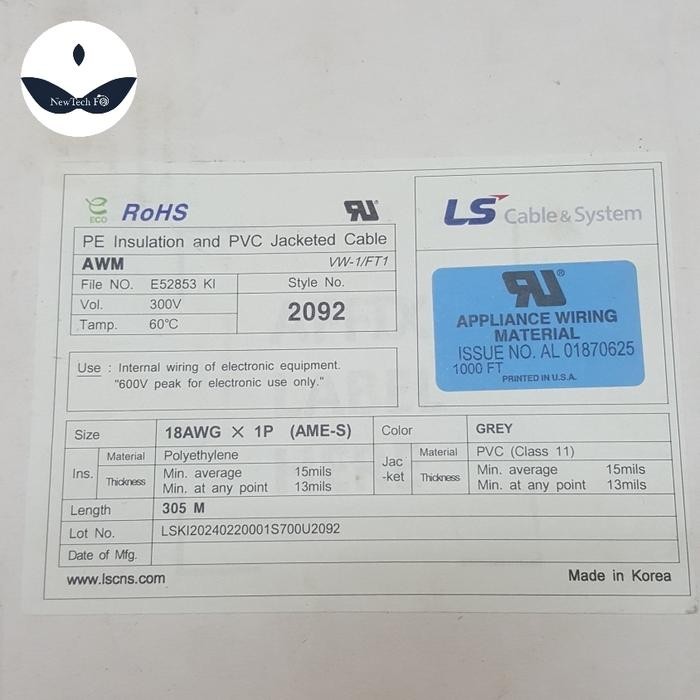 NewTech Fo
ECO RoHS
PE Insulation and PVC Jacketed Cable
AWM VW-1/FT1
File NO. E52853 KI
Vol. 300V
Tamp. 60℃
Style No.
2092
Use : Internal wiring of electronic equipment.
"600V peak for electronic use only."
LS Cable & System
RU®
APPLIANCE WIRING
MATERIAL
ISSUE NO. AL 01870625
1000 FT
PRINTED IN U.S.A.
Size 18AWG X 1P (AME-S) Color GREY
Ins. Material Polyethylene
Thickness Min. average 15mils
Min. at any point 13mils
Jac
-ket Material PVC (Class 11)
Thickness Min. average 15mils
Min. at any point 13mils
Length 305 M
Lot No. LSKI20240220001S700U2092
Date of Mfg.
www.lscns.com Made in Korea